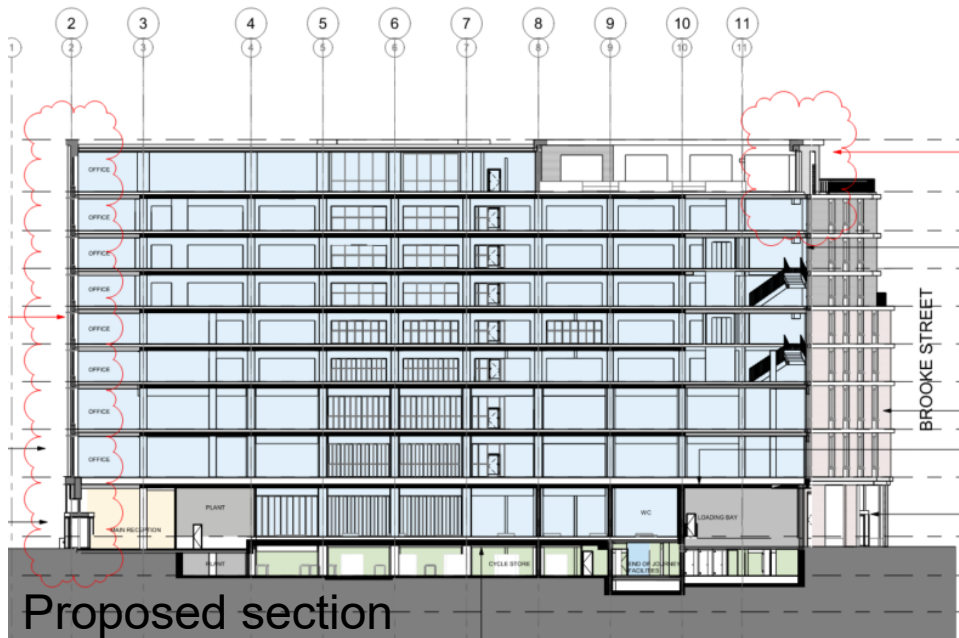 2 3 4 5 6 7 8 9 10 11
1 2 3 4 5 6 7 8 9 10 11
OFFICE
OFFICE
OFFICE
OFFICE
OFFICE
OFFICE
OFFICE
OFFICE
BROOKE STREET
PLANT
WC
MAIN RECEPTION
LOADING BAY
PLANT
CYCLE STORE
END OF JOURNEY
FACILITIES
Proposed section